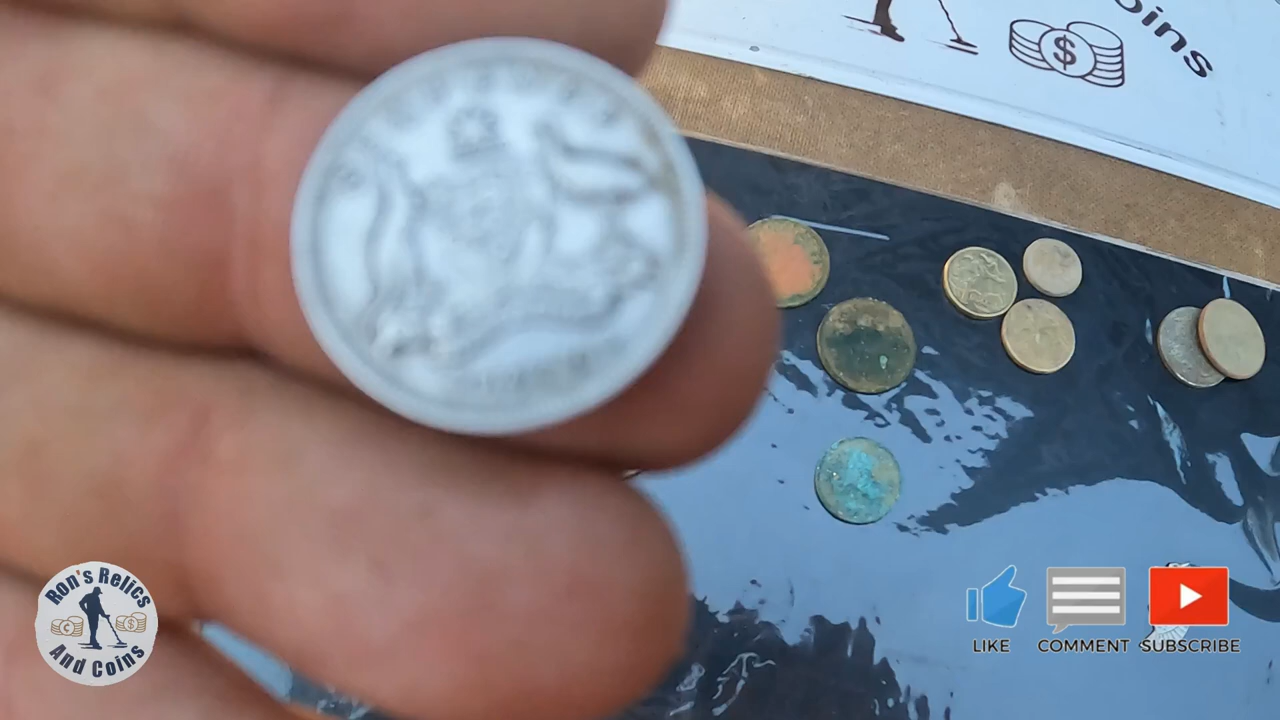 oins
$
Ron's Relics
¢ $
And Coins
LIKE COMMENT SUBSCRIBE